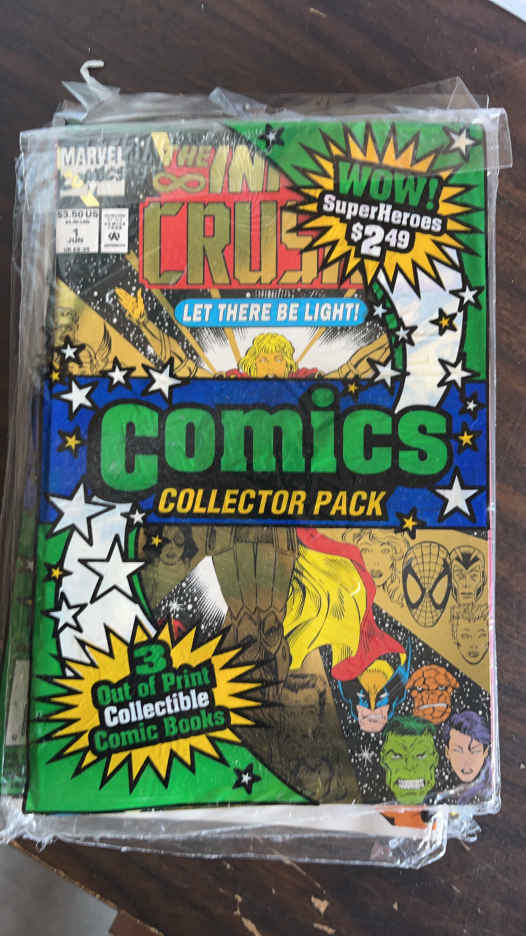 MARVEL
COMICS
$3.50 US
1
JUN
THE
INF
CRUS
WOW!
SuperHeroes
$2.49
LET THERE BE LIGHT!
Comics
COLLECTOR PACK
3
Out of Print
Collectible
Comic Books